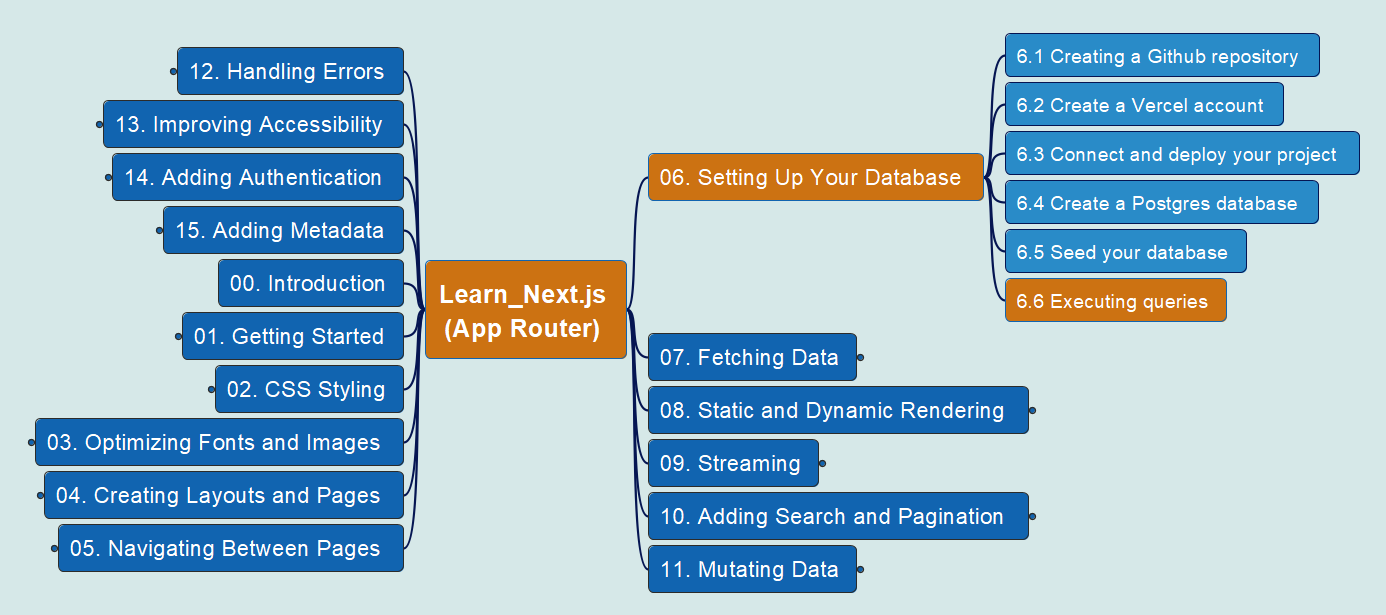 12. Handling Errors
13. Improving Accessibility
14. Adding Authentication
15. Adding Metadata
00. Introduction
01. Getting Started
02. CSS Styling
03. Optimizing Fonts and Images
04. Creating Layouts and Pages
05. Navigating Between Pages
Learn_Next.js
(App Router)
06. Setting Up Your Database
6.1 Creating a Github repository
6.2 Create a Vercel account
6.3 Connect and deploy your project
6.4 Create a Postgres database
6.5 Seed your database
6.6 Executing queries
07. Fetching Data
08. Static and Dynamic Rendering
09. Streaming
10. Adding Search and Pagination
11. Mutating Data